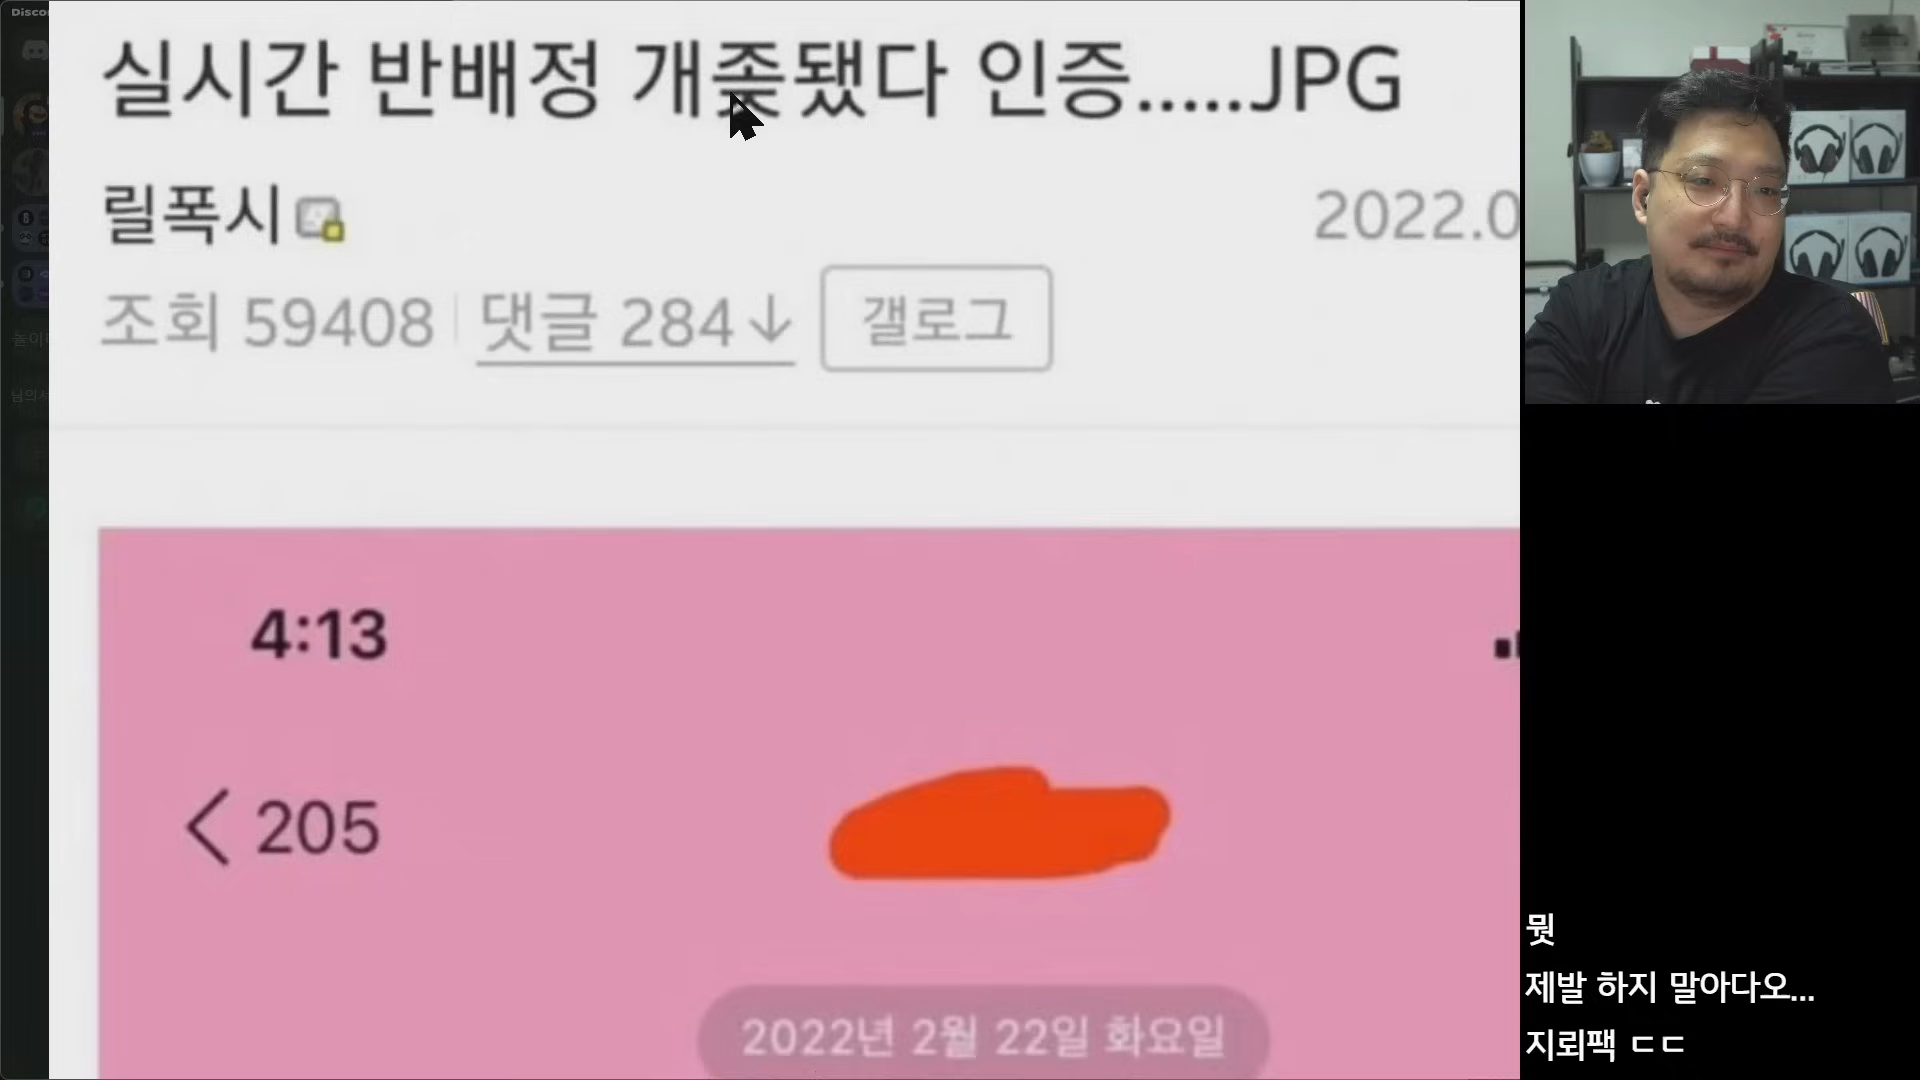 Disco
실시간 반배정 개좆됐다 인증.....JPG
릴폭시
2022.0
조회 59408
댓글 284↓
갤로그
4:13
< 205
2022년 2월 22일 화요일
뭣
제발 하지 말아다오...
지뢰팩 ㄷㄷ